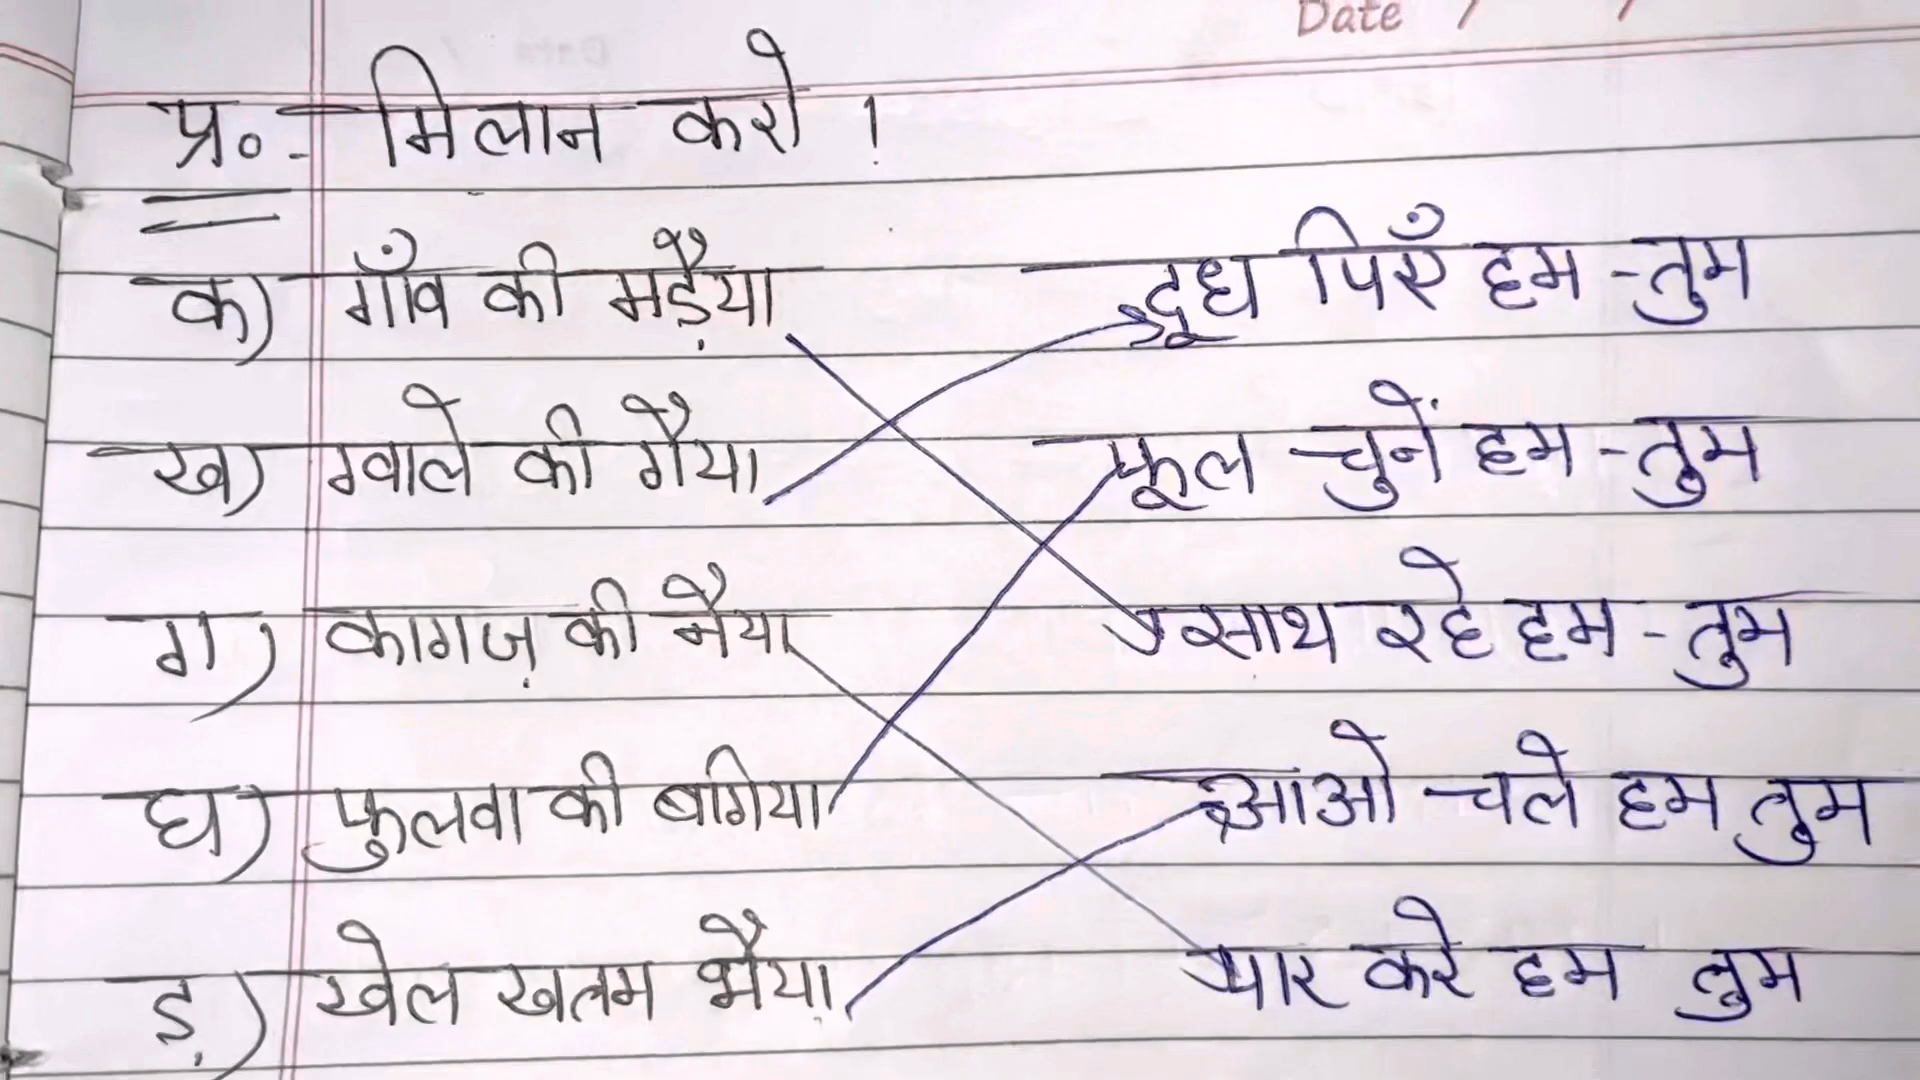 Date / /
प्र०- मिलान करो ।
क) गाँव की मड़ैया दूध पिएँ हम-तुम
ख) ग्वाले की गैया फूल चुनें हम-तुम
ग) कागज़ की नैया साथ रहे हम-तुम
घ) फुलवा की बगिया आओ चले हम तुम
ड़) खेल खतम भैया पार करे हम तुम